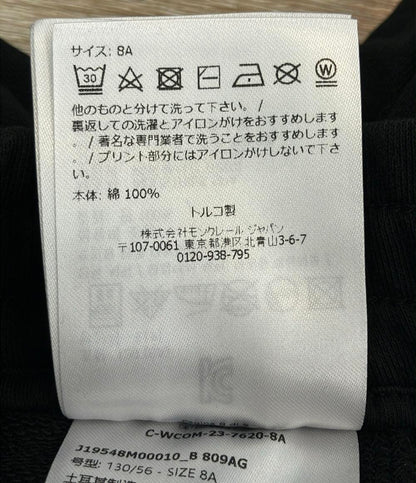 サイズ: 8A
30
W
他のものと分けて洗って下さい。/
裏返しての洗濯とアイロンがけをおすすめします
。/ 著名な専門業者で洗うことをおすすめします
。/ プリント部分にはアイロンがけしないで下さ
い。
本体: 綿 100%
トルコ製
株式会社モンクレール ジャパン
〒107-0061 東京都港区北青山3-6-7
0120-938-795
C-WCOM-23-7620-8A
J19548M00010_B 809AG
号型: 130/56 - SIZE 8A